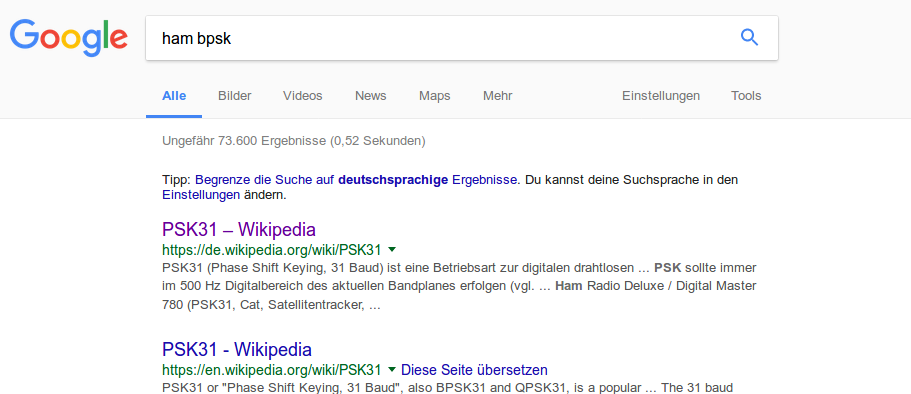 Google
ham bpsk
Alle Bilder Videos News Maps Mehr Einstellungen Tools
Ungefähr 73.600 Ergebnisse (0,52 Sekunden)
Tipp: Begrenze die Suche auf deutschsprachige Ergebnisse. Du kannst deine Suchsprache in den
Einstellungen ändern.
PSK31 – Wikipedia
https://de.wikipedia.org/wiki/PSK31
PSK31 (Phase Shift Keying, 31 Baud) ist eine Betriebsart zur digitalen drahtlosen ... PSK sollte immer
im 500 Hz Digitalbereich des aktuellen Bandplanes erfolgen (vgl. ... Ham Radio Deluxe / Digital Master
780 (PSK31, Cat, Satellitentracker, ...
PSK31 - Wikipedia
https://en.wikipedia.org/wiki/PSK31 Diese Seite übersetzen
PSK31 or "Phase Shift Keying, 31 Baud", also BPSK31 and QPSK31, is a popular ... The 31 baud